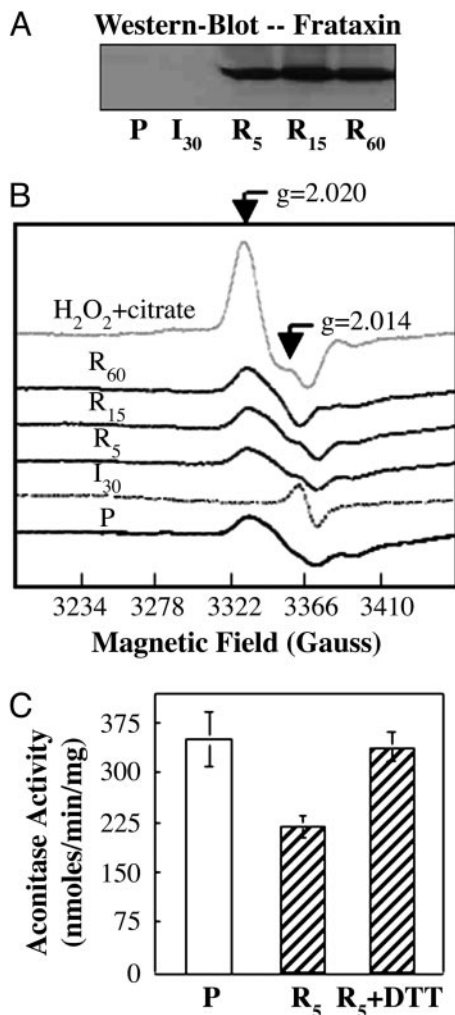 A
Western-Blot -- Frataxin
P I₃₀ R₅ R₁₅ R₆₀
B
g=2.020
g=2.014
H₂O₂+citrate
R₆₀
R₁₅
R₅
I₃₀
P
3234 3278 3322 3366 3410
Magnetic Field (Gauss)
C
Aconitase Activity
(nmoles/min/mg)
375
300
225
150
75
0
P R₅ R₅+DTT